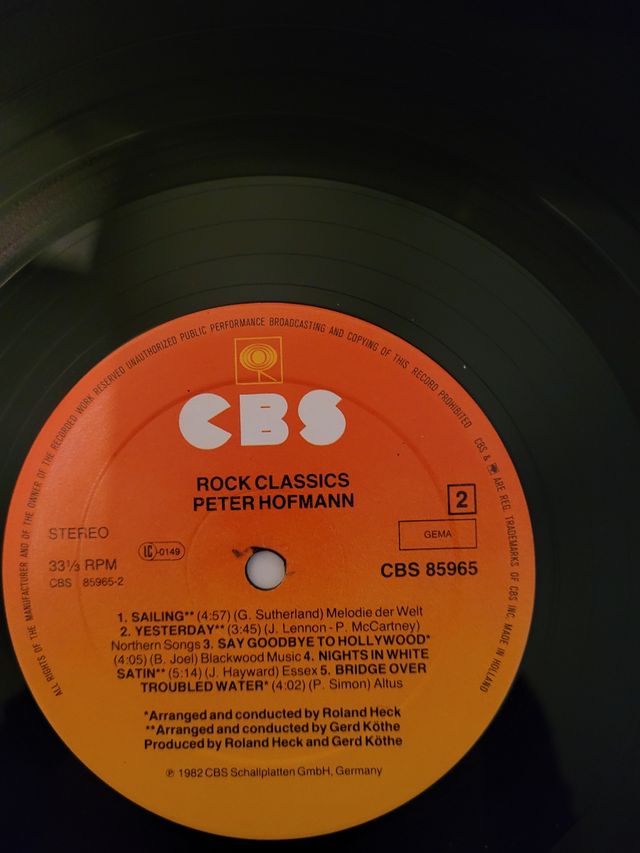 ALL RIGHTS OF THE MANUFACTURER AND OF THE OWNER OF THE RECORDED WORK RESERVED UNAUTHORIZED PUBLIC PERFORMANCE BROADCASTING AND COPYING OF THIS RECORD PROHIBITED CBS & ARE REG. TRADEMARKS OF CBS INC. MADE IN HOLLAND
CBS
ROCK CLASSICS
PETER HOFMANN
2
STEREO
GEMA
LC-0149
33⅓ RPM
CBS 85965
CBS 85965-2
1. SAILING** (4:57) (G. Sutherland) Melodie der Welt
2. YESTERDAY** (3:45) (J. Lennon - P. McCartney)
Northern Songs 3. SAY GOODBYE TO HOLLYWOOD*
(4:05) (B. Joel) Blackwood Music 4. NIGHTS IN WHITE
SATIN** (5:14) (J. Hayward) Essex 5. BRIDGE OVER
TROUBLED WATER* (4:02) (P. Simon) Altus
*Arranged and conducted by Roland Heck
**Arranged and conducted by Gerd Köthe
Produced by Roland Heck and Gerd Köthe
℗ 1982 CBS Schallplatten GmbH, Germany